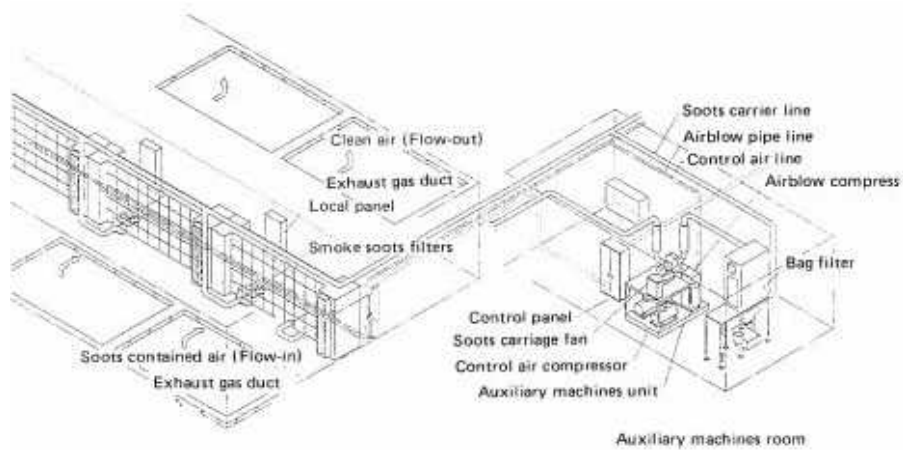 Clean air (Flow-out)
Exhaust gas duct
Local panel
Smoke soots filters
Soots contained air (Flow-in)
Exhaust gas duct
Soots carrier line
Airblow pipe line
Control air line
Airblow compress
Bag filter
Control panel
Soots carriage fan
Control air compressor
Auxiliary machines unit
Auxiliary machines room